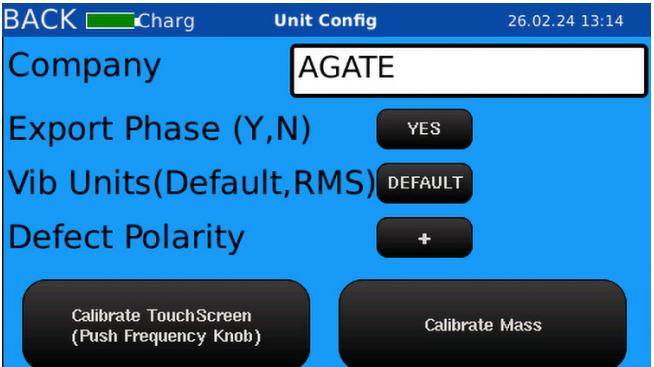 BACK Charg Unit Config 26.02.24 13:14
Company AGATE
Export Phase (Y,N) YES
Vib Units(Default,RMS) DEFAULT
Defect Polarity +
Calibrate TouchScreen
(Push Frequency Knob)
Calibrate Mass